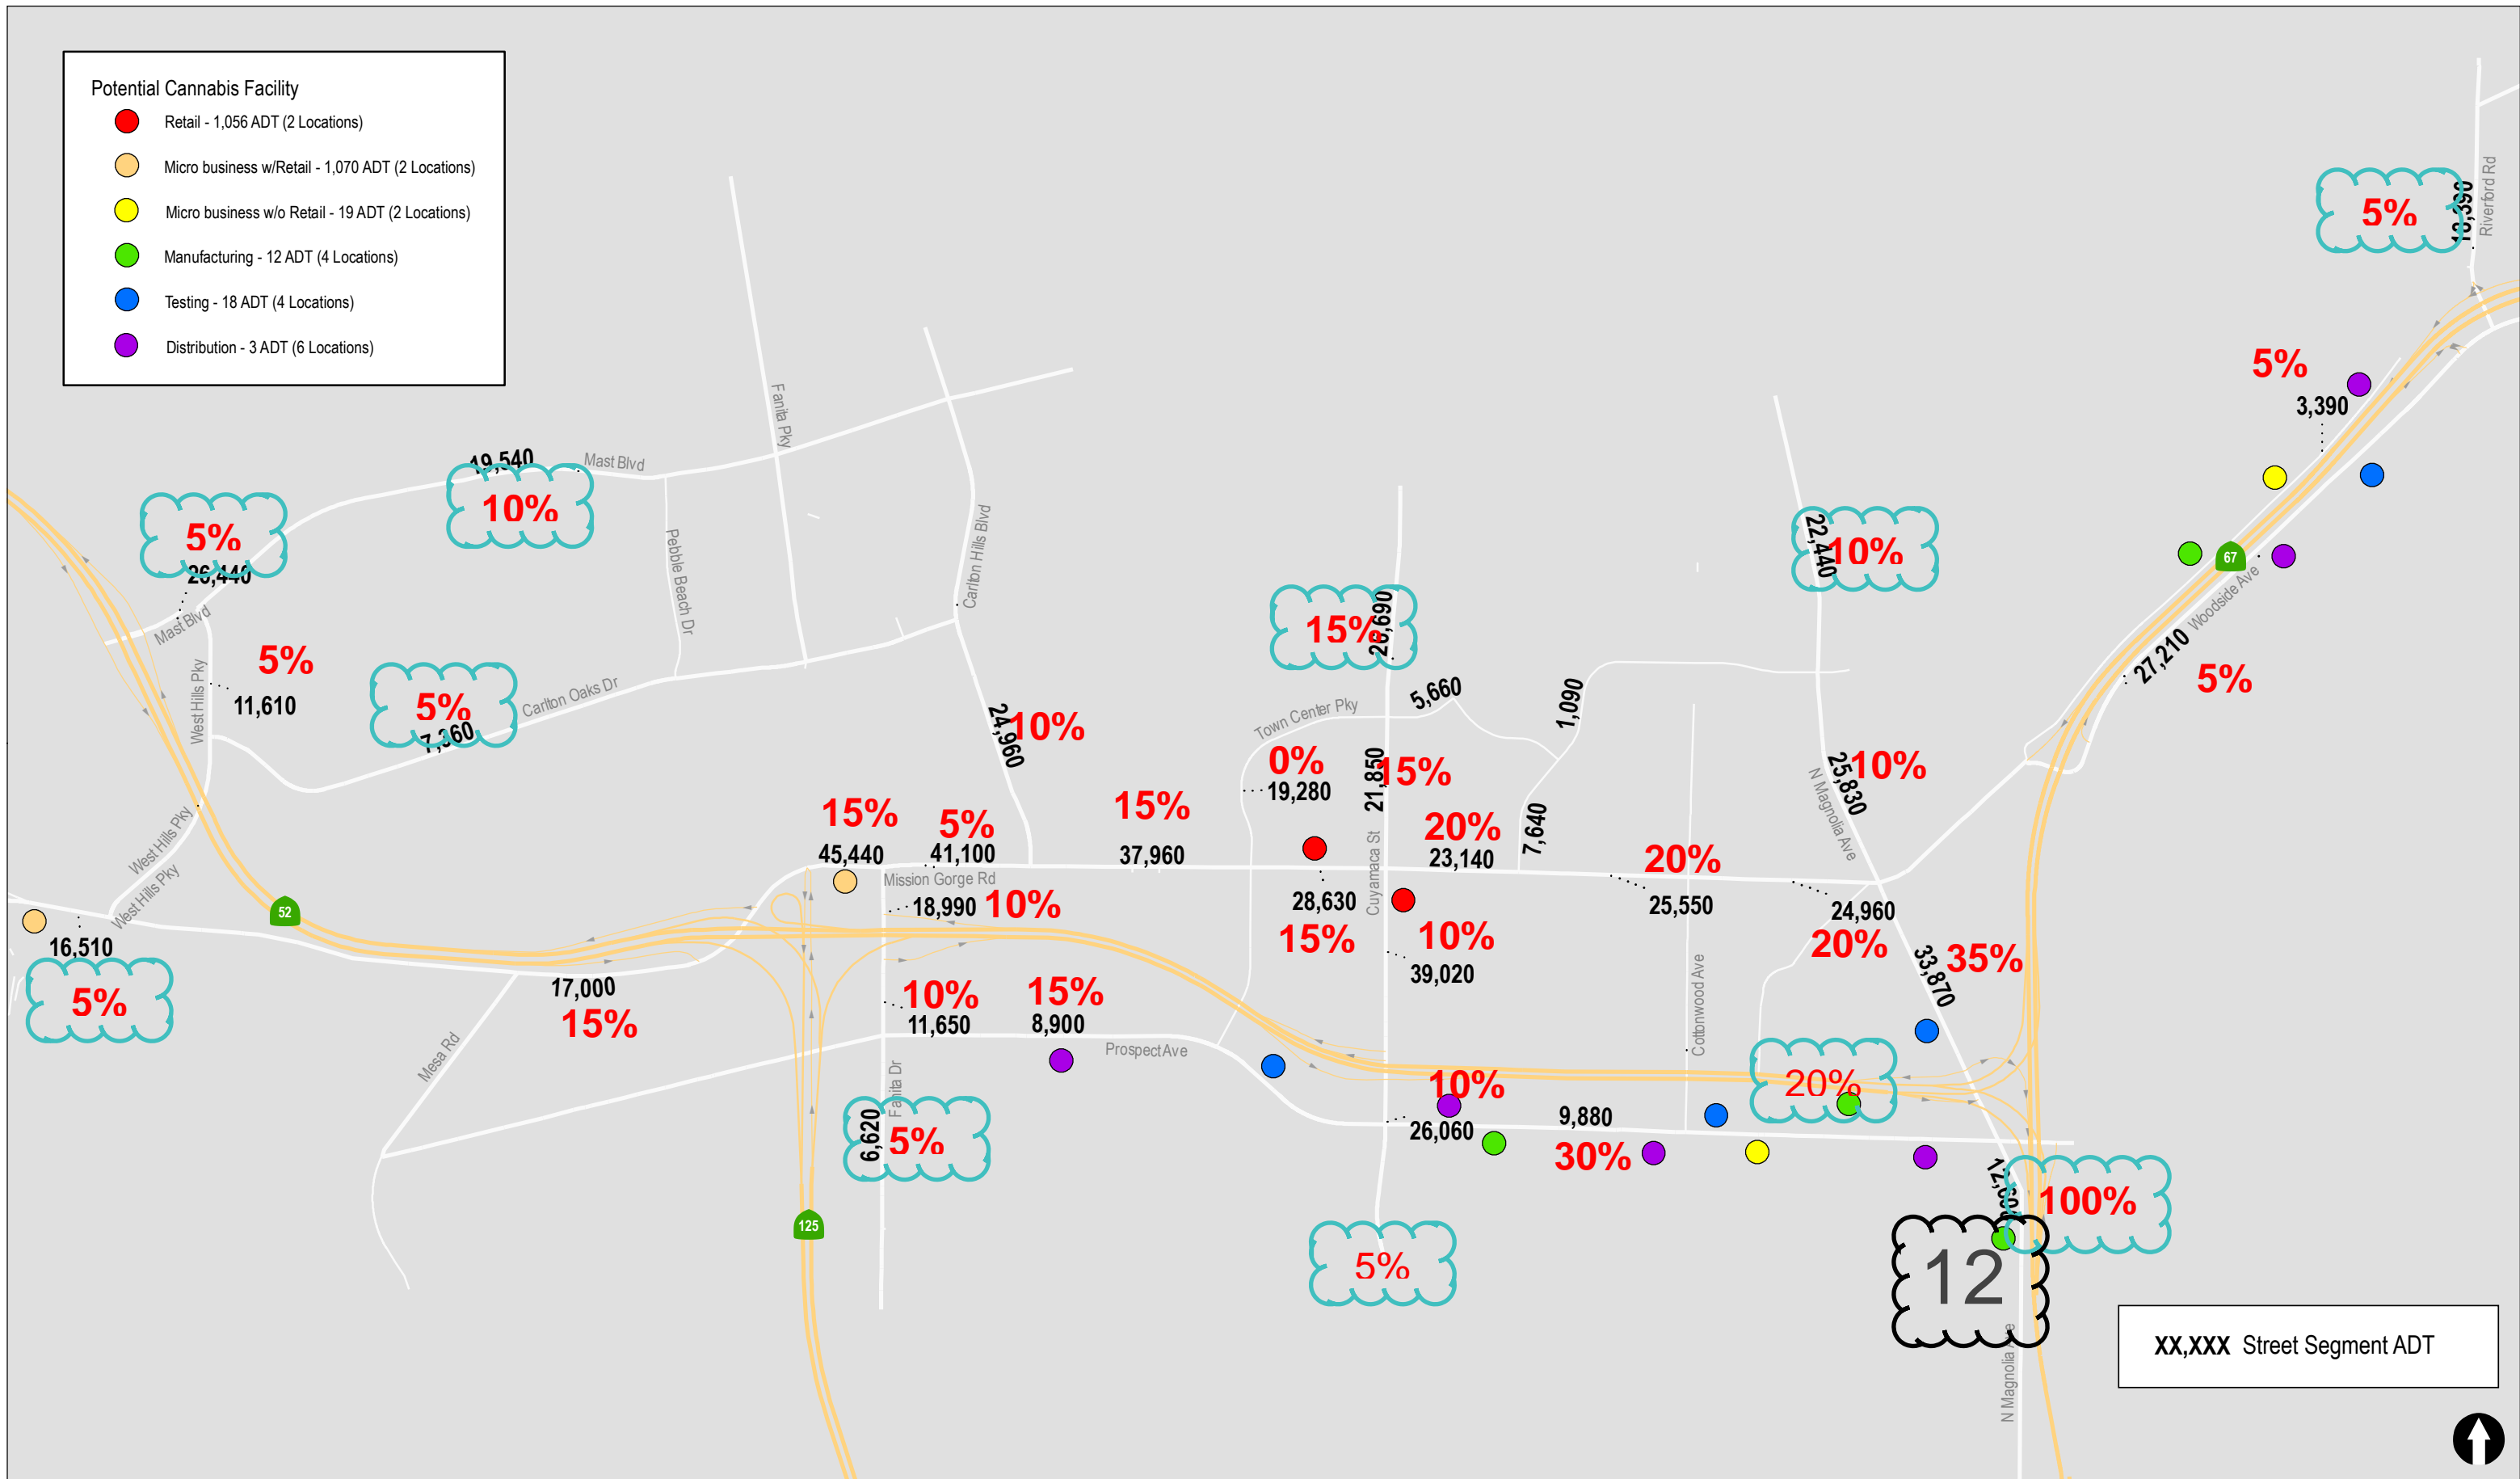 Potential Cannabis Facility
Retail - 1,056 ADT (2 Locations)
Micro business w/Retail - 1,070 ADT (2 Locations)
Micro business w/o Retail - 19 ADT (2 Locations)
Manufacturing - 12 ADT (4 Locations)
Testing - 18 ADT (4 Locations)
Distribution - 3 ADT (6 Locations)
5%
Riverford Rd
5%
3,390
Fanita Pky
19,540
Mast Blvd
10%
5%
26,440
Mast Blvd
Pebble Beach Dr
Carlton Hills Blvd
22,440
10%
67
Woodside Ave
27,210
5%
15%
5%
West Hills Pky
11,610
5%
7,360
Carlton Oaks Dr
24,960
10%
Town Center Pky
5,660
1,090
0%
19,280
21,850
15%
25,830
10%
N Magnolia Ave
West Hills Pky
West Hills Pky
15%
45,440
5%
41,100
15%
37,960
20%
23,140
7,640
20%
Mission Gorge Rd
18,990
10%
28,630
15%
Cuyamaca St
10%
39,020
25,550
24,960
20%
33,870
35%
52
16,510
5%
17,000
15%
Mesa Rd
10%
11,650
15%
8,900
Prospect Ave
Cottonwood Ave
20%
10%
26,060
9,880
30%
6,620
Fanita Dr
5%
125
5%
100%
12
N Magnolia Ave
XX,XXX Street Segment ADT